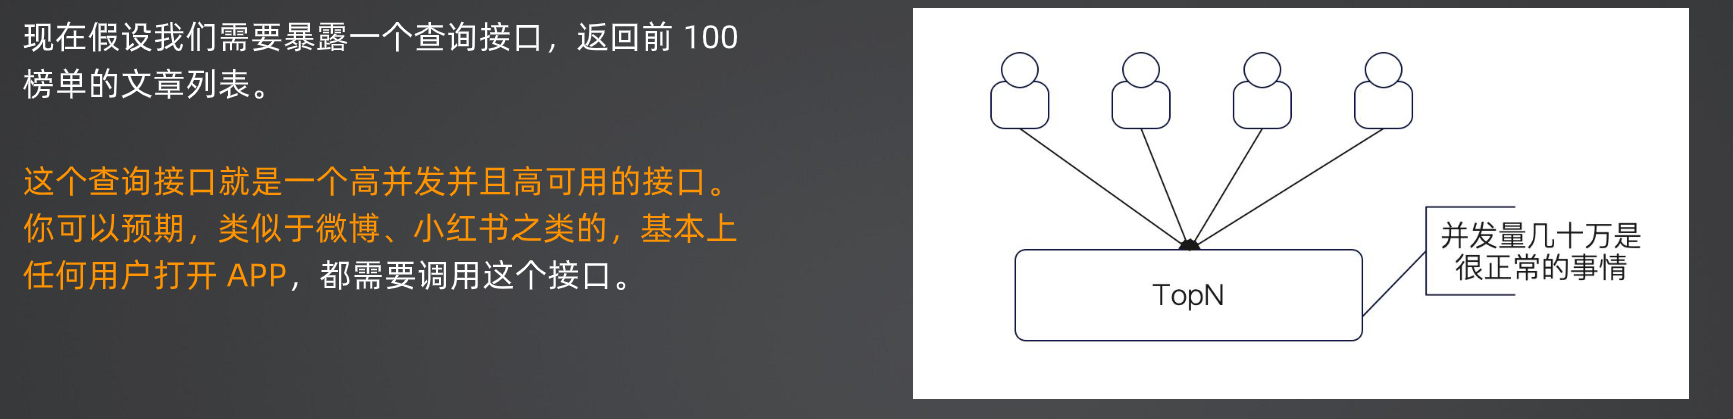 现在假设我们需要暴露一个查询接口，返回前 100
榜单的文章列表。
这个查询接口就是一个高并发并且高可用的接口。
你可以预期，类似于微博、小红书之类的，基本上
任何用户打开 APP，都需要调用这个接口。
并发量几十万是
很正常的事情
TopN